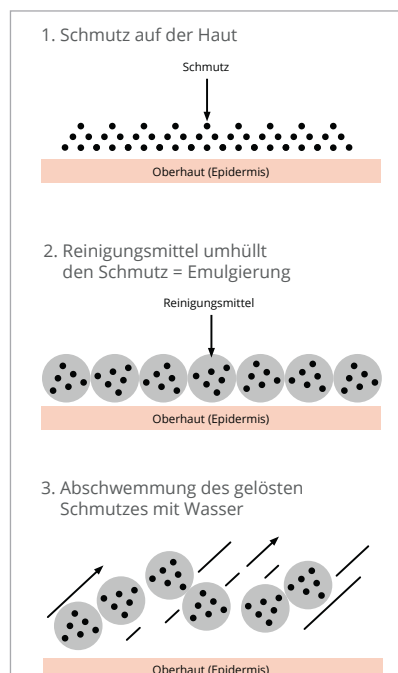 1. Schmutz auf der Haut
Schmutz
Oberhaut (Epidermis)
2. Reinigungsmittel umhüllt
den Schmutz = Emulgierung
Reinigungsmittel
Oberhaut (Epidermis)
3. Abschwemmung des gelösten
Schmutzes mit Wasser
Oberhaut (Epidermis)